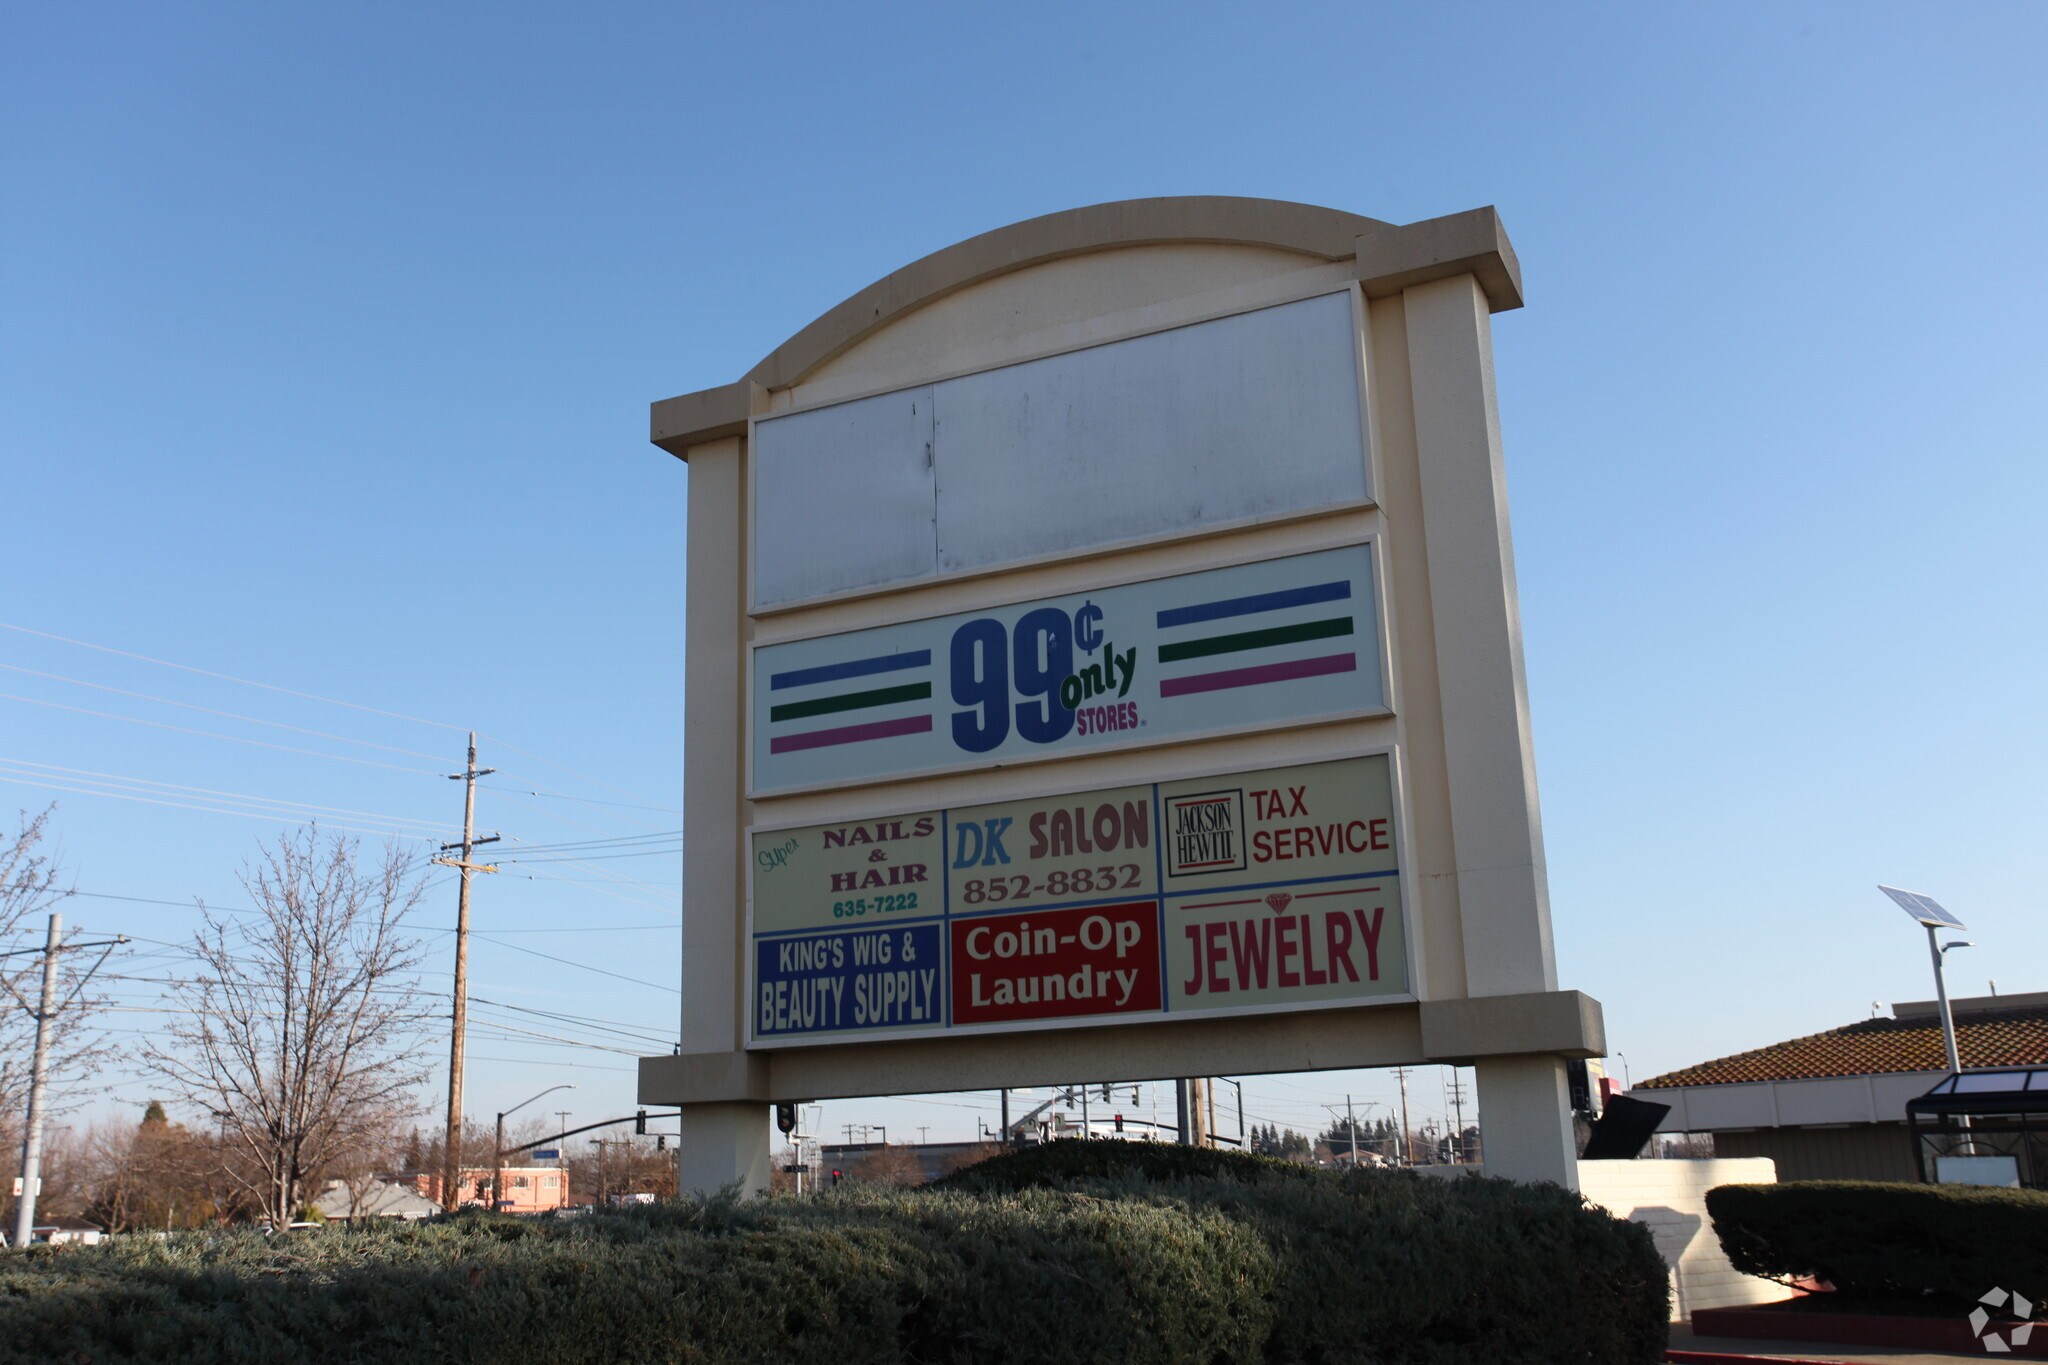 99¢ only
STORES®
Super NAILS
&
HAIR
635-7222
DK SALON
852-8832
JACKSON
HEWITT®
TAX
SERVICE
KING'S WIG &
BEAUTY SUPPLY
Coin-Op
Laundry
JEWELRY